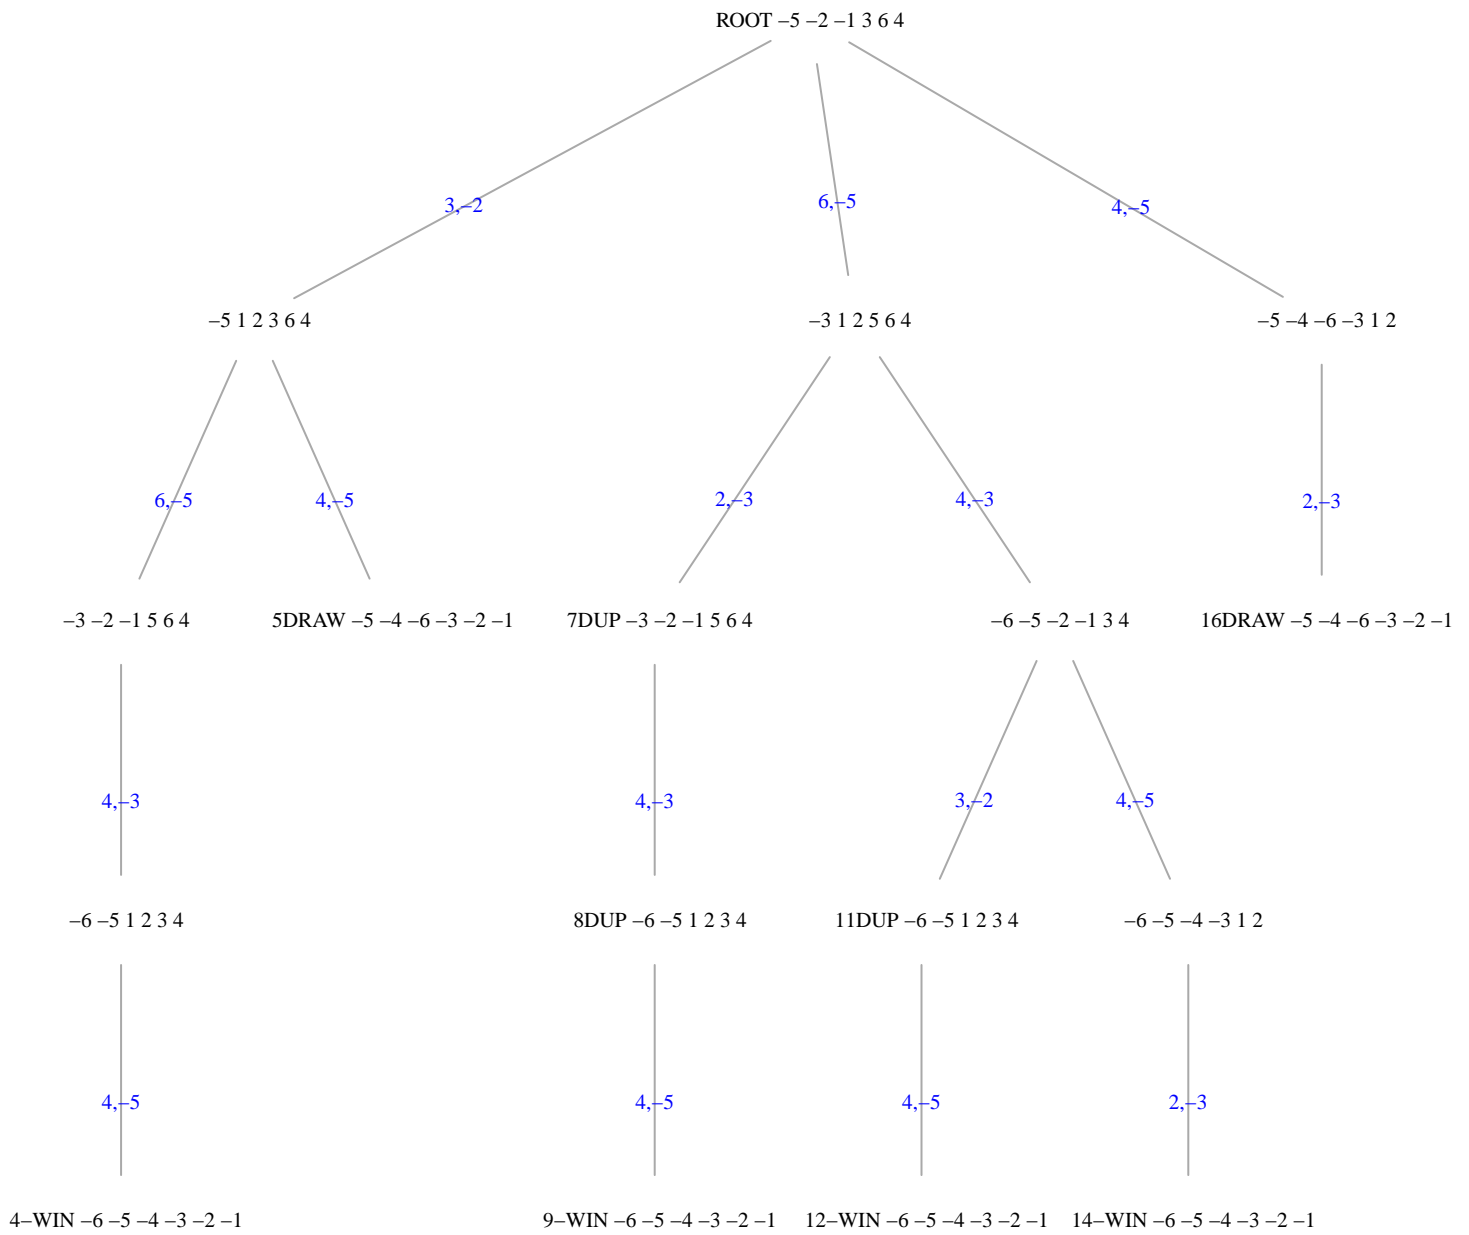 ROOT –5 –2 –1 3 6 4
3,–2
6,–5
4,–5
–5 1 2 3 6 4
–3 1 2 5 6 4
–5 –4 –6 –3 1 2
6,–5
4,–5
2,–3
4,–3
2,–3
–3 –2 –1 5 6 4
5DRAW –5 –4 –6 –3 –2 –1
7DUP –3 –2 –1 5 6 4
–6 –5 –2 –1 3 4
16DRAW –5 –4 –6 –3 –2 –1
4,–3
4,–3
3,–2
4,–5
–6 –5 1 2 3 4
8DUP –6 –5 1 2 3 4
11DUP –6 –5 1 2 3 4
–6 –5 –4 –3 1 2
4,–5
4,–5
4,–5
2,–3
4–WIN –6 –5 –4 –3 –2 –1
9–WIN –6 –5 –4 –3 –2 –1
12–WIN –6 –5 –4 –3 –2 –1
14–WIN –6 –5 –4 –3 –2 –1